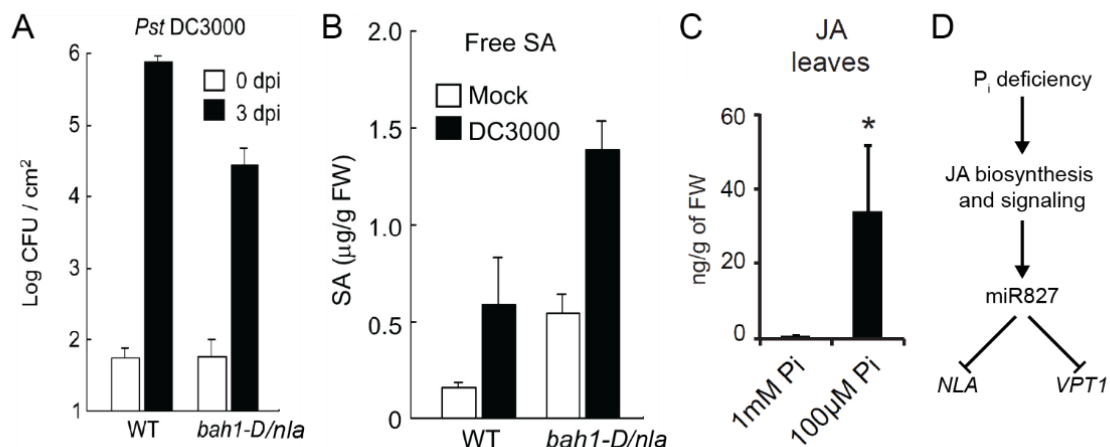 A
Pst DC3000
Log CFU / cm²
6
5
4
3
2
1
0 dpi
3 dpi
WT
bah1-D/nla
B
Free SA
SA (µg/g FW)
2.0
1.5
1.0
0.5
0
Mock
DC3000
WT
bah1-D/nla
C
JA
leaves
ng/g of FW
60
40
20
0
*
1mM Pi
100µM Pi
D
Pi deficiency
JA biosynthesis
and signaling
miR827
NLA
VPT1